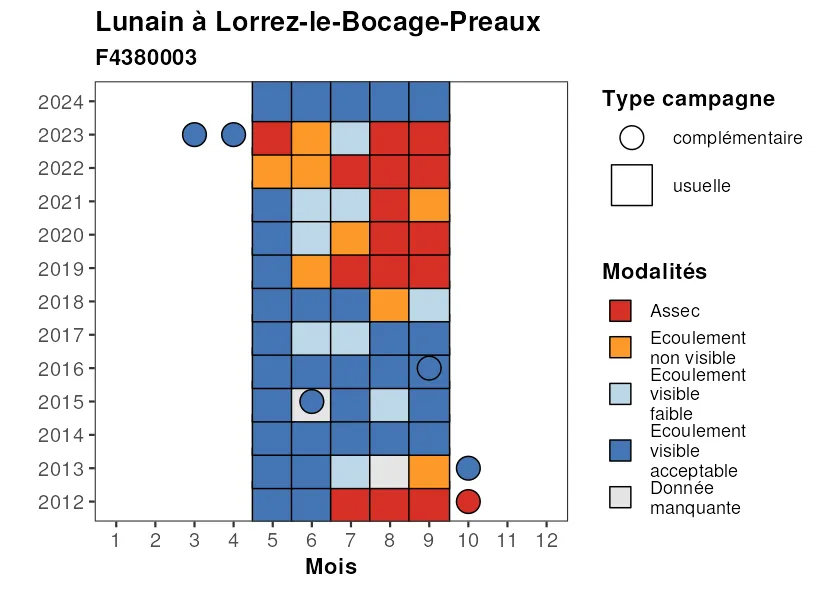 Lunain à Lorrez-le-Bocage-Preaux
F4380003
2024
2023
2022
2021
2020
2019
2018
2017
2016
2015
2014
2013
2012
1 2 3 4 5 6 7 8 9 10 11 12
Mois
Type campagne
complémentaire
usuelle
Modalités
Assec
Ecoulement
non visible
Ecoulement
visible
faible
Ecoulement
visible
acceptable
Donnée
manquante